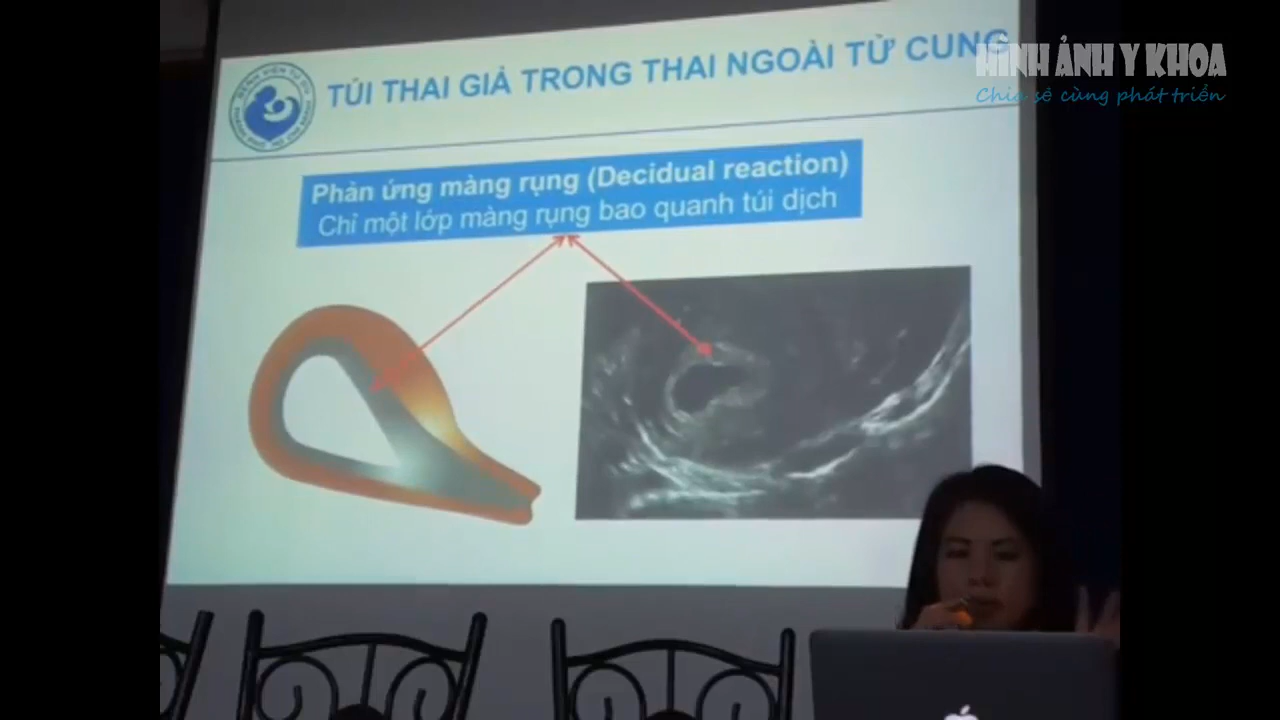 TÚI THAI GIẢ TRONG THAI NGOÀI TỬ CUNG
HÌNH ẢNH Y KHOA
Chia sẻ cùng phát triển
Phản ứng màng rụng (Decidual reaction)
Chỉ một lớp màng rụng bao quanh túi dịch